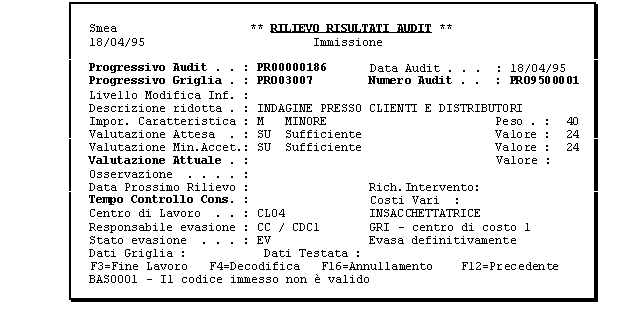 Smea ** RILIEVO RISULTATI AUDIT **
18/04/95 Immissione
Progressivo Audit . . : PR00000186 Data Audit . . . : 18/04/95
Progressivo Griglia . : PR003007 Numero Audit . . : PR09500001
Livello Modifica Inf. :
Descrizione ridotta . : INDAGINE PRESSO CLIENTI E DISTRIBUTORI
Impor. Caratteristica : M MINORE Peso . : 40
Valutazione Attesa . : SU Sufficiente Valore : 24
Valutazione Min.Accet.: SU Sufficiente Valore : 24
Valutazione Attuale . : Valore :
Osservazione . . . . . :
Data Prossimo Rilievo : Rich.Intervento:
Tempo Controllo Cons. : Costi Vari :
Centro di Lavoro . . : CL04 INSACCHETTATRICE
Responsabile evasione : CC / CDC1 GRI - centro di costo 1
Stato evasione . . . : EV Evasa definitivamente
Dati Griglia : Dati Testata :
F3=Fine Lavoro F4=Decodifica F16=Annullamento F12=Precedente
BAS0001 - Il codice immesso non è valido